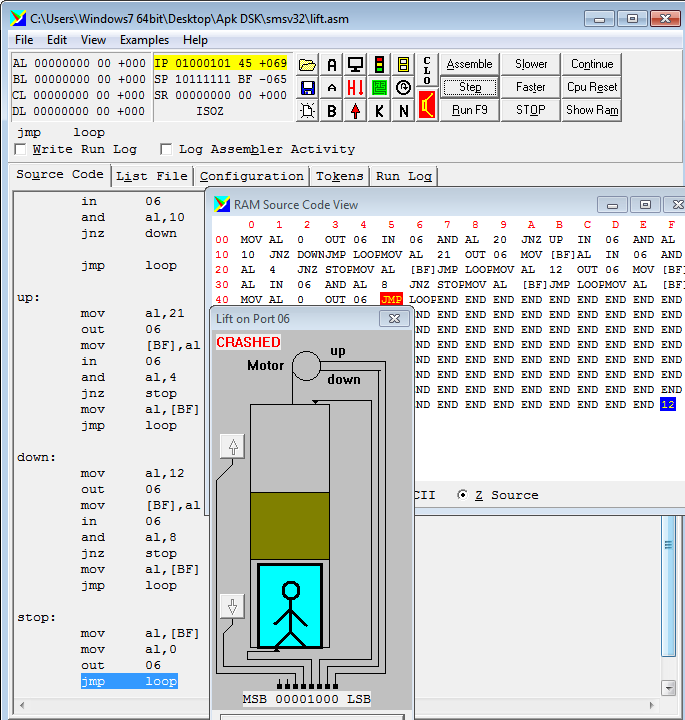 C:\Users\Windows7 64bit\Desktop\Apk DSK\smsv32\lift.asm
File Edit View Examples Help
AL 00000000 00 +000 IP 01000101 45 +069
BL 00000000 00 +000 SP 10111111 BF -065
CL 00000000 00 +000 SR 00000000 00 +000
DL 00000000 00 +000 ISOZ
A
A
B K N
C
L
O
Assemble Slower Continue
Step Faster Cpu Reset
Run F9 STOP Show Ram
jmp loop
Write Run Log Log Assembler Activity
Source Code List File Configuration Tokens Run Log
in 06
and al,10
jnz down
jmp loop
up:
mov al,21
out 06
mov [BF],al
in 06
and al,4
jnz stop
mov al,[BF]
jmp loop
down:
mov al,12
out 06
mov [BF],al
in 06
and al,8
jnz stop
mov al,[BF]
jmp loop
stop:
mov al,[BF]
mov al,0
out 06
jmp loop
RAM Source Code View
0 1 2 3 4 5 6 7 8 9 A B C D E F
00 MOV AL 0 OUT 06 IN 06 AND AL 20 JNZ UP IN 06 AND AL
10 10 JNZ DOWNJMP LOOPMOV AL 21 OUT 06 MOV [BF]AL IN 06
20 AL 4 JNZ STOPMOV AL [BF]JMP LOOPMOV AL 12 OUT 06 MOV [BF]
30 AL IN 06 AND AL 8 JNZ STOPMOV AL [BF]JMP LOOPMOV AL [BF]
40 MOV AL 0 OUT 06 JMP LOOPEND END END END END END END END END
END END END END END END END END END
END END END END END END END END END
END END END END END END END END END
END END END END END END END END END
END END END END END END END END END
END END END END END END END END END
END END END END END END END END 12
CII Z Source
Lift on Port 06
CRASHED
up
Motor
down
MSB 00001000 LSB